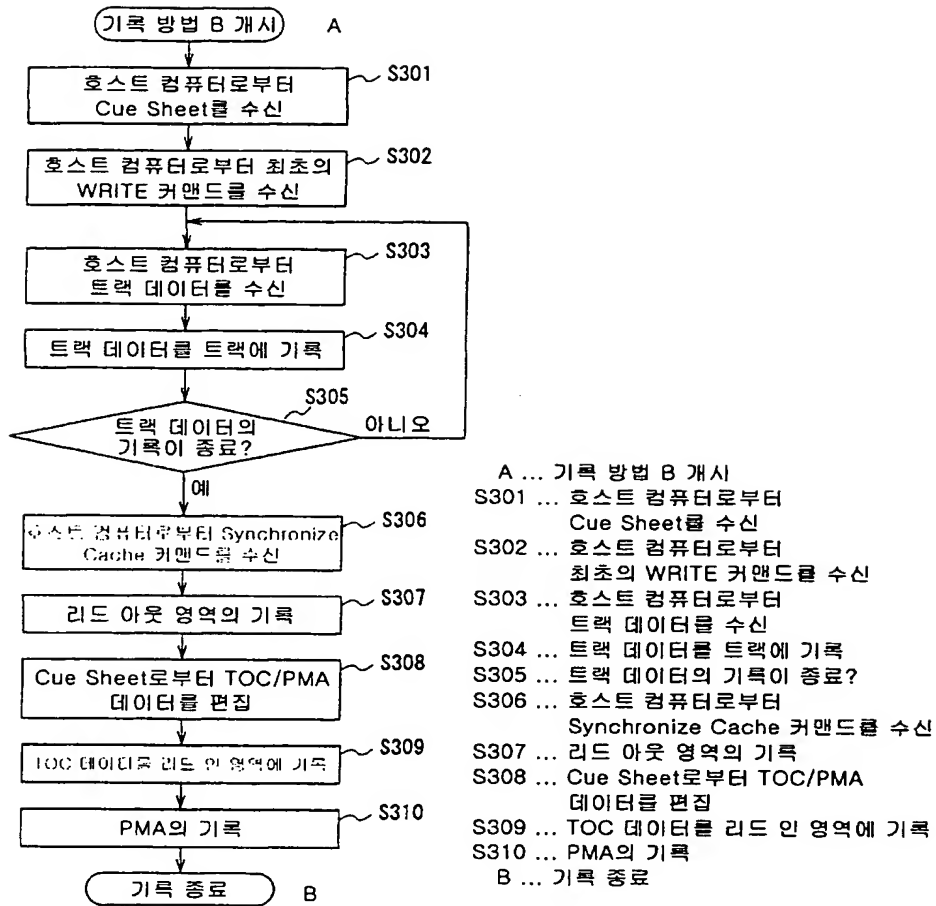 기록 방법 B 개시 A
S301
호스트 컴퓨터로부터
Cue Sheet를 수신
S302
호스트 컴퓨터로부터 최초의
WRITE 커맨드를 수신
S303
호스트 컴퓨터로부터
트랙 데이터를 수신
S304
트랙 데이터를 트랙에 기록
S305
트랙 데이터의
기록이 종료?
아니오
예
S306
호스트 컴퓨터로부터 Synchronize
Cache 커맨드를 수신
S307
리드 아웃 영역의 기록
S308
Cue Sheet로부터 TOC/PMA
데이터를 편집
S309
TOC 데이터를 리드 인 영역에 기록
S310
PMA의 기록
기록 종료 B
A ... 기록 방법 B 개시
S301 ... 호스트 컴퓨터로부터
Cue Sheet를 수신
S302 ... 호스트 컴퓨터로부터
최초의 WRITE 커맨드를 수신
S303 ... 호스트 컴퓨터로부터
트랙 데이터를 수신
S304 ... 트랙 데이터를 트랙에 기록
S305 ... 트랙 데이터의 기록이 종료?
S306 ... 호스트 컴퓨터로부터
Synchronize Cache 커맨드를 수신
S307 ... 리드 아웃 영역의 기록
S308 ... Cue Sheet로부터 TOC/PMA
데이터를 편집
S309 ... TOC 데이터를 리드 인 영역에 기록
S310 ... PMA의 기록
B ... 기록 종료